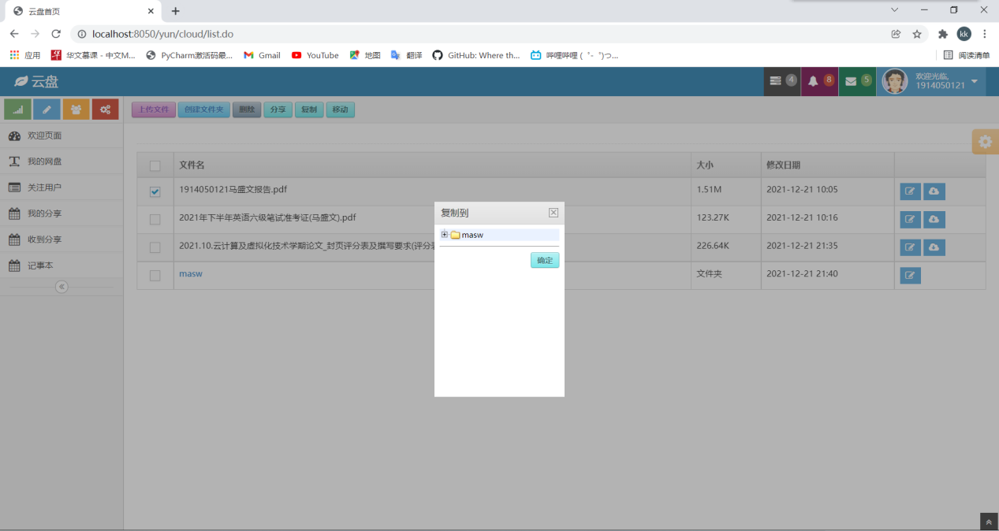 云盘首页
localhost:8050/yun/cloud/list.do
kk
应用 华文慕课 - 中文M... PyCharm激活码最... Gmail YouTube 地图 翻译 GitHub: Where th... 哔哩哔哩 ( ゜- ゜)つ... 阅读清单
云盘
4 8 5 欢迎光临,
1914050121
上传文件 创建文件夹 删除 分享 复制 移动
欢迎页面
我的网盘
关注用户
我的分享
收到分享
记事本
文件名 大小 修改日期
1914050121马盛文报告.pdf 1.51M 2021-12-21 10:05
2021年下半年英语六级笔试准考证(马盛文).pdf 123.27K 2021-12-21 10:16
2021.10.云计算及虚拟化技术学期论文_封页评分表及撰写要求(评分 226.64K 2021-12-21 21:35
masw 文件夹 2021-12-21 21:40
复制到
masw
确定